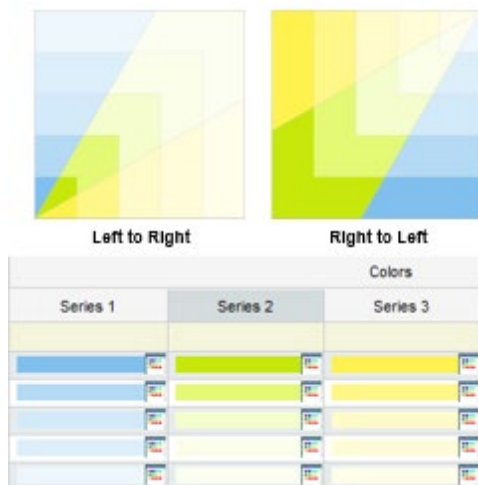 Left to Right
Right to Left
Colors
Series 1
Series 2
Series 3